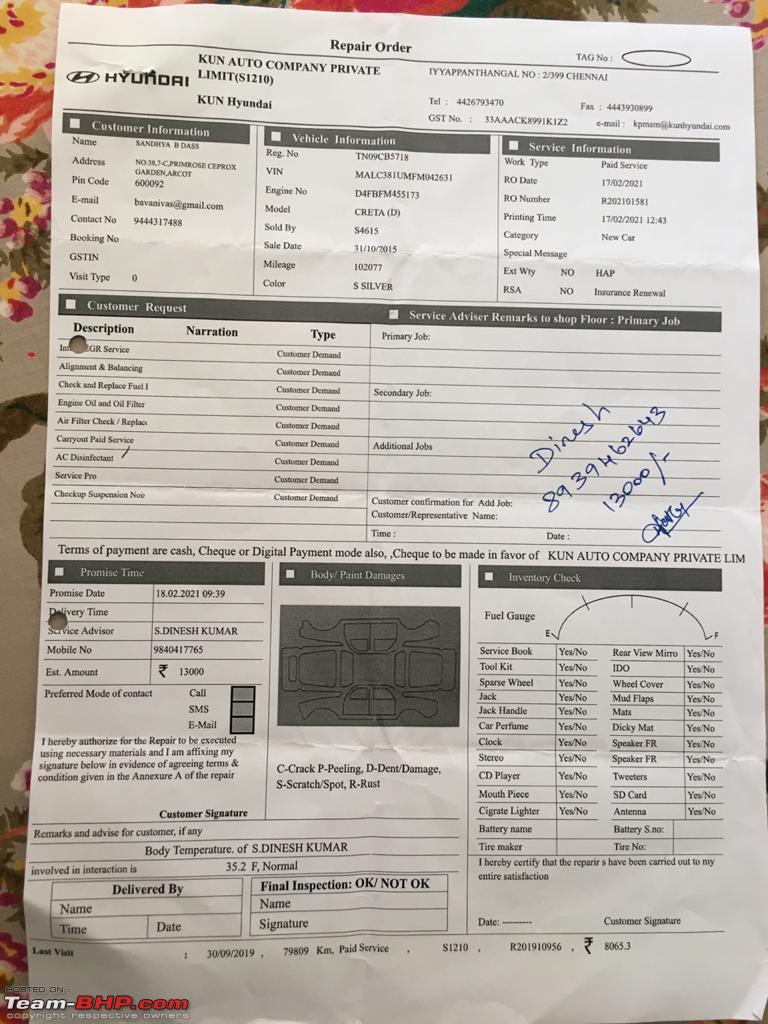 Repair Order
TAG No :
HYUNDAI
KUN AUTO COMPANY PRIVATE
LIMIT(S1210)
KUN Hyundai
IYYAPPANTHANGAL NO : 2/399 CHENNAI
Tel : 4426793470 Fax : 4443930899
GST No. : 33AAACK8991K1Z2 e-mail : kpmsm@kunhyundai.com
Customer Information
Name SANDHYA B DASS
Address NO:38,7-C,PRIMROSE CEPROX
GARDEN,ARCOT
Pin Code 600092
E-mail bavanivas@gmail.com
Contact No 9444317488
Booking No
GSTIN
Visit Type 0
Vehicle Information
Reg. No TN09CB5718
VIN MALC381UMFM042631
Engine No D4FBFM455173
Model CRETA (D)
Sold By S4615
Sale Date 31/10/2015
Mileage 102077
Color S SILVER
Service Information
Work Type Paid Service
RO Date 17/02/2021
RO Number R202101581
Printing Time 17/02/2021 12:43
Category New Car
Special Message
Ext Wty NO HAP
RSA NO Insurance Renewal
Customer Request
Description Narration Type
EGR Service Customer Demand
Alignment & Balancing Customer Demand
Check and Replace Fuel I Customer Demand
Engine Oil and Oil Filter Customer Demand
Air Filter Check / Replac Customer Demand
Carryout Paid Service Customer Demand
AC Disinfectant Customer Demand
Service Pro Customer Demand
Checkup Suspension Noi Customer Demand
Service Adviser Remarks to shop Floor : Primary Job
Primary Job:
Secondary Job:
Additional Jobs
Dinesh
8939462643
13000/-
Customer confirmation for Add Job:
Customer/Representative Name:
Time : Date :
Terms of payment are cash, Cheque or Digital Payment mode also, ,Cheque to be made in favor of KUN AUTO COMPANY PRIVATE LIM
Promise Time
Promise Date 18.02.2021 09:39
Delivery Time
Service Advisor S.DINESH KUMAR
Mobile No 9840417765
Est. Amount ₹ 13000
Preferred Mode of contact Call
SMS
E-Mail
I hereby authorize for the Repair to be executed
using necessary materials and I am affixing my
signature below in evidence of agreeing terms &
condition given in the Annexure A of the repair
Customer Signature
Body/ Paint Damages
C-Crack P-Peeling, D-Dent/Damage,
S-Scratch/Spot, R-Rust
Inventory Check
Fuel Gauge
E F
Service Book Yes/No Rear View Mirro Yes/No
Tool Kit Yes/No IDO Yes/No
Sparse Wheel Yes/No Wheel Cover Yes/No
Jack Yes/No Mud Flaps Yes/No
Jack Handle Yes/No Mats Yes/No
Car Perfume Yes/No Dicky Mat Yes/No
Clock Yes/No Speaker FR Yes/No
Stereo Yes/No Speaker FR Yes/No
CD Player Yes/No Tweeters Yes/No
Mouth Piece Yes/No SD Card Yes/No
Cigrate Lighter Yes/No Antenna Yes/No
Battery name Battery S.no:
Tire maker Tire No:
I hereby certify that the reparir s have been carried out to my
entire satisfaction
Date: --------- Customer Signature
Remarks and advise for customer, if any
Body Temperature. of S.DINESH KUMAR
involved in interaction is 35.2 F, Normal
Delivered By
Name
Time Date
Final Inspection: OK/ NOT OK
Name
Signature
Last Visit : 30/09/2019 , 79809 Km, Paid Service , S1210 , R201910956 , ₹ 8065.3
HOSTED ON :
Team-BHP.com
copyright respective owners